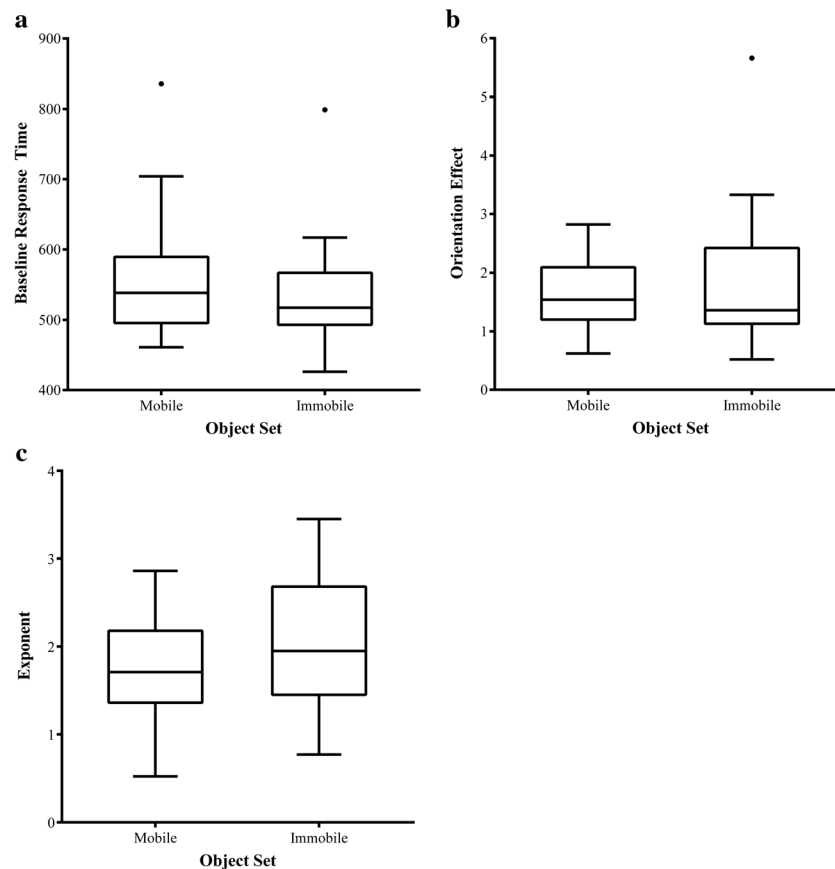 a
900
800
700
600
500
400
Baseline Response Time
Mobile
Immobile
Object Set
b
6
5
4
3
2
1
0
Orientation Effect
Mobile
Immobile
Object Set
c
4
3
2
1
0
Exponent
Mobile
Immobile
Object Set